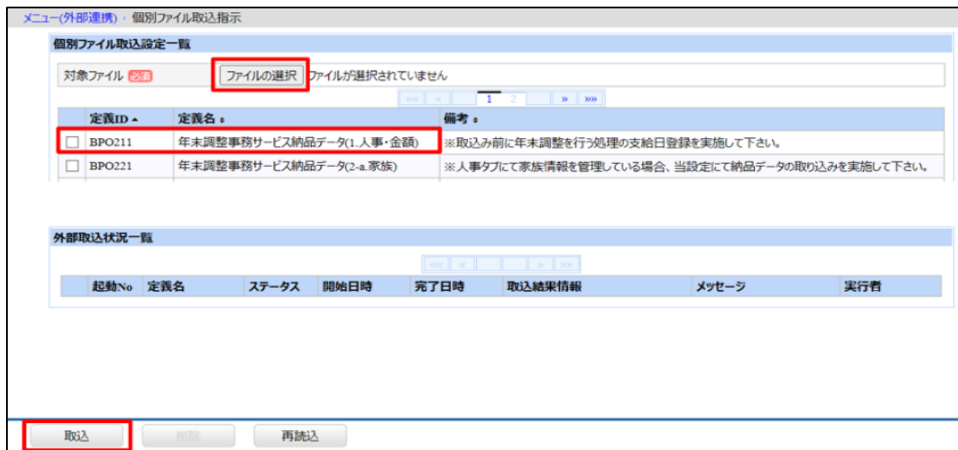 メニュー(外部連携) › 個別ファイル取込指示
個別ファイル取込設定一覧
対象ファイル 必須 ファイルの選択 ファイルが選択されていません
«« « 1 2 » »»
定義ID 定義名 備考
BPO211 年末調整事務サービス納品データ(1.人事・金額) ※取込み前に年末調整を行う処理の支給日登録を実施して下さい。
BPO221 年末調整事務サービス納品データ(2-a.家族) ※人事タブにて家族情報を管理している場合、当設定にて納品データの取り込みを実施して下さい。
外部取込状況一覧
«« « » »»
起動No 定義名 ステータス 開始日時 完了日時 取込結果情報 メッセージ 実行者
取込 削除 再読込